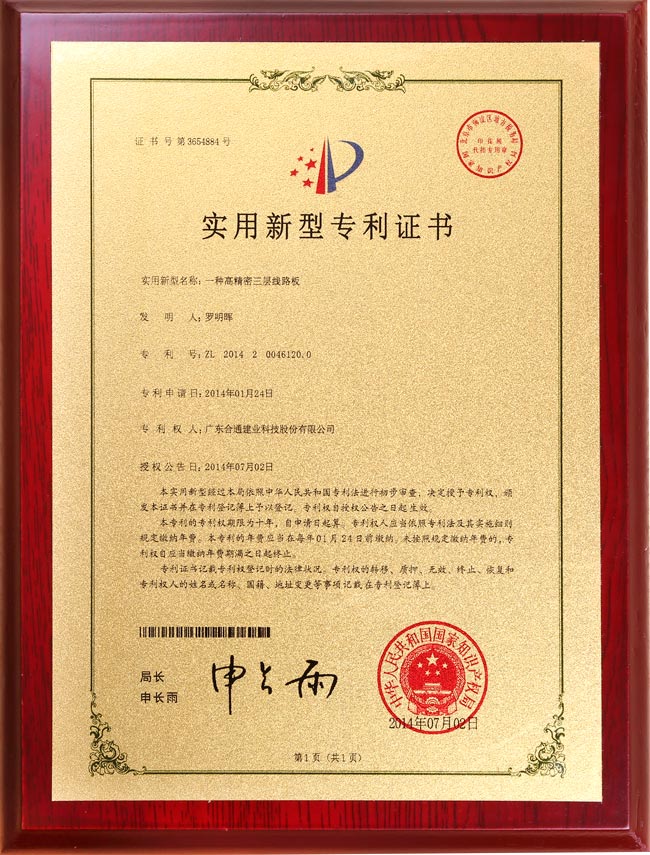 证书号第3654884号
印花税
代扣专用章
实用新型专利证书
实用新型名称：一种高精密三层线路板
发 明 人：罗明晖
专 利 号：ZL 2014 2 0046120.0
专利申请日：2014年01月24日
专 利 权 人：广东合通建业科技股份有限公司
授权公告日：2014年07月02日
本实用新型经过本局依照中华人民共和国专利法进行初步审查，决定授予专利权，颁
发本证书并在专利登记簿上予以登记。专利权自授权公告之日起生效。
本专利的专利权期限为十年，自申请日起算。专利权人应当依照专利法及其实施细则
规定缴纳年费。本专利的年费应当在每年01月24日前缴纳。未按照规定缴纳年费的，专
利权自应当缴纳年费期满之日起终止。
专利证书记载专利权登记时的法律状况。专利权的转移、质押、无效、终止、恢复和
专利权人的姓名或名称、国籍、地址变更等事项记载在专利登记簿上。
局长
申长雨
申长雨
中华人民共和国国家知识产权局
2014年07月02日
第1页（共1页）